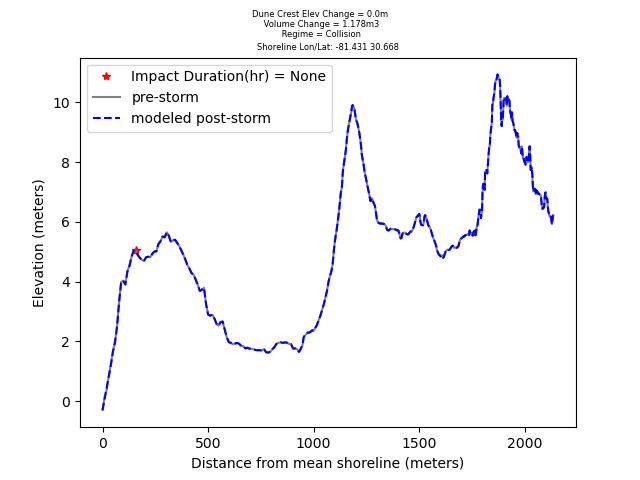 Dune Crest Elev Change = 0.0m
Volume Change = 1.178m3
Regime = Collision
Shoreline Lon/Lat: -81.431 30.668
Impact Duration(hr) = None
pre-storm
modeled post-storm
Elevation (meters)
10
8
6
4
2
0
0 500 1000 1500 2000
Distance from mean shoreline (meters)